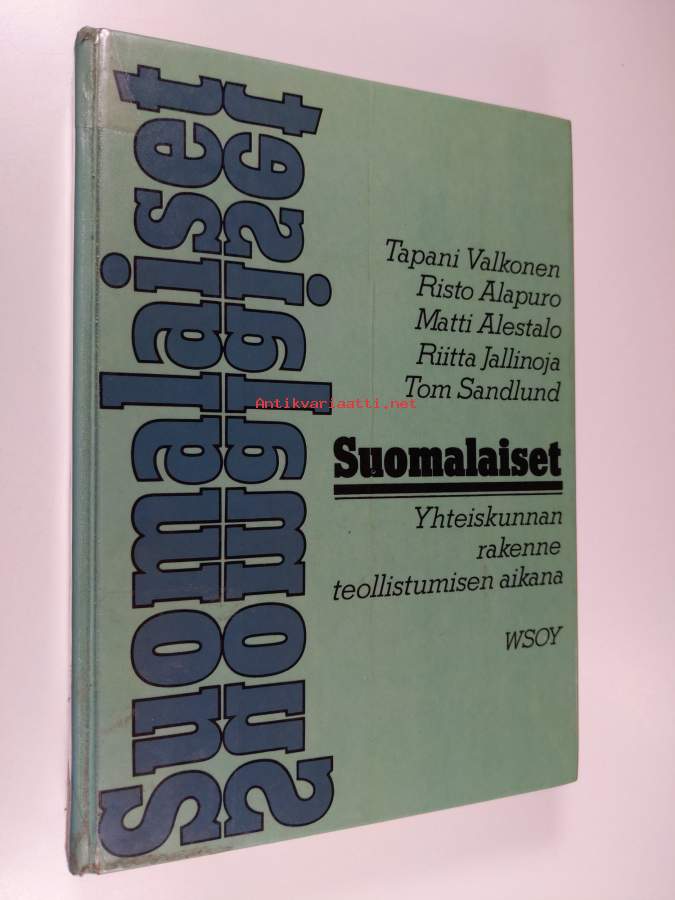 Suomalaiset
Suomalaiset
Tapani Valkonen
Risto Alapuro
Matti Alestalo
Riitta Jallinoja
Tom Sandlund
Antikvariaatti.net
Suomalaiset
Yhteiskunnan
rakenne
teollistumisen aikana
WSOY